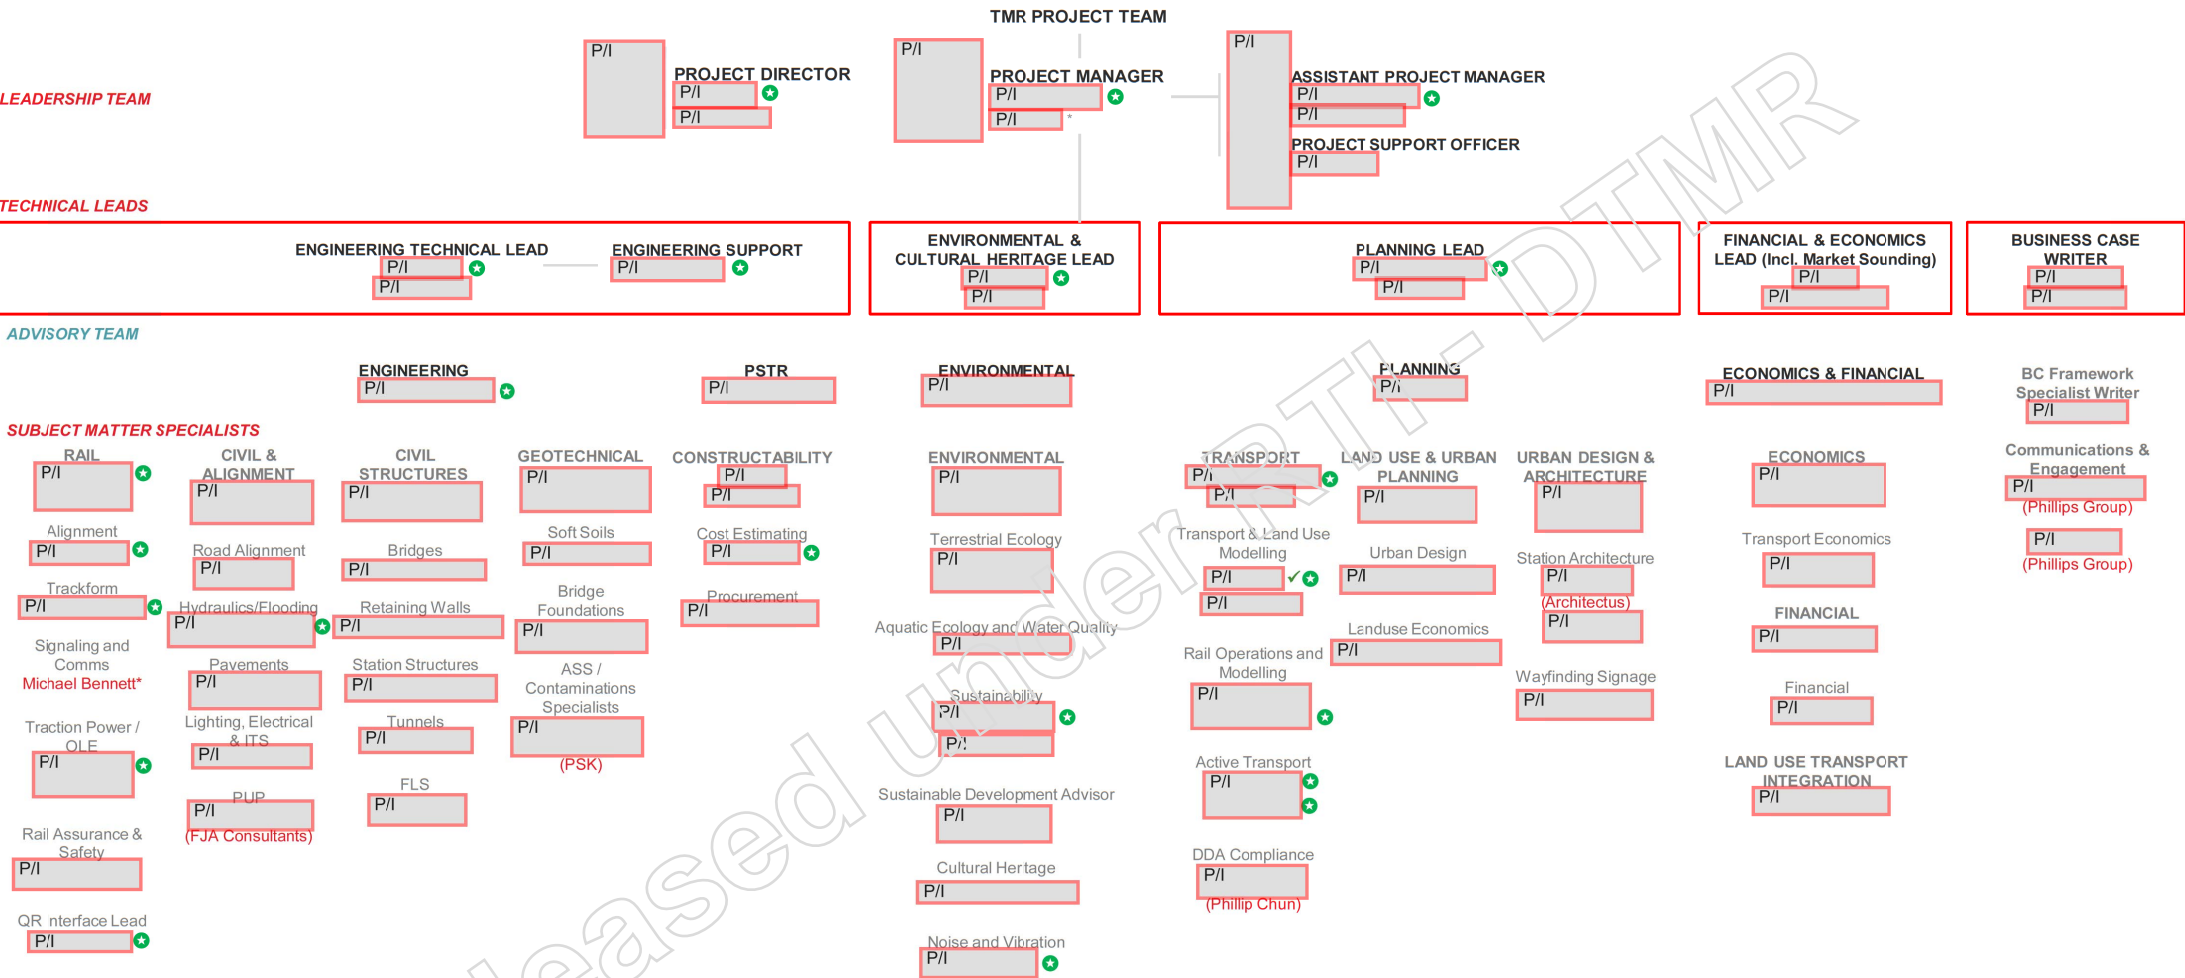 TMR PROJECT TEAM
LEADERSHIP TEAM
P/I
PROJECT DIRECTOR
P/I
P/I
P/I
PROJECT MANAGER
P/I
P/I *
P/I
ASSISTANT PROJECT MANAGER
P/I
P/I
PROJECT SUPPORT OFFICER
P/I
TECHNICAL LEADS
ENGINEERING TECHNICAL LEAD
P/I
P/I
ENGINEERING SUPPORT
P/I
ENVIRONMENTAL &
CULTURAL HERITAGE LEAD
P/I
P/I
PLANNING LEAD
P/I
P/I
FINANCIAL & ECONOMICS
LEAD (Incl. Market Sounding)
P/I
P/I
BUSINESS CASE
WRITER
P/I
P/I
ADVISORY TEAM
ENGINEERING
P/I
PSTR
P/I
ENVIRONMENTAL
P/I
PLANNING
P/I
ECONOMICS & FINANCIAL
P/I
BC Framework
Specialist Writer
P/I
SUBJECT MATTER SPECIALISTS
RAIL
P/I
Alignment
P/I
Trackform
P/I
Signaling and
Comms
Michael Bennett*
Traction Power /
OLE
P/I
Rail Assurance &
Safety
P/I
QR Interface Lead
P/I
CIVIL &
ALIGNMENT
P/I
Road Alignment
P/I
Hydraulics/Flooding
P/I
Pavements
P/I
Lighting, Electrical
& ITS
P/I
PUP
P/I
(FJA Consultants)
CIVIL
STRUCTURES
P/I
Bridges
P/I
Retaining Walls
P/I
Station Structures
P/I
Tunnels
P/I
FLS
P/I
GEOTECHNICAL
P/I
Soft Soils
P/I
Bridge
Foundations
P/I
ASS /
Contaminations
Specialists
P/I
(PSK)
CONSTRUCTABILITY
P/I
P/I
Cost Estimating
P/I
Procurement
P/I
ENVIRONMENTAL
P/I
Terrestrial Ecology
P/I
Aquatic Ecology and Water Quality
P/I
Sustainability
P/I
P/I
Sustainable Development Advisor
P/I
Cultural Heritage
P/I
Noise and Vibration
P/I
TRANSPORT
P/I
P/I
Transport & Land Use
Modelling
P/I
P/I
Rail Operations and
Modelling
P/I
Active Transport
P/I
DDA Compliance
P/I
(Phillip Chun)
LAND USE & URBAN
PLANNING
P/I
Urban Design
P/I
Landuse Economics
P/I
URBAN DESIGN &
ARCHITECTURE
P/I
Station Architecture
P/I
(Architectus)
P/I
Wayfinding Signage
P/I
ECONOMICS
P/I
Transport Economics
P/I
FINANCIAL
P/I
Financial
P/I
LAND USE TRANSPORT
INTEGRATION
P/I
Communications &
Engagement
P/I
(Phillips Group)
P/I
(Phillips Group)
eased under RTI - DTMR